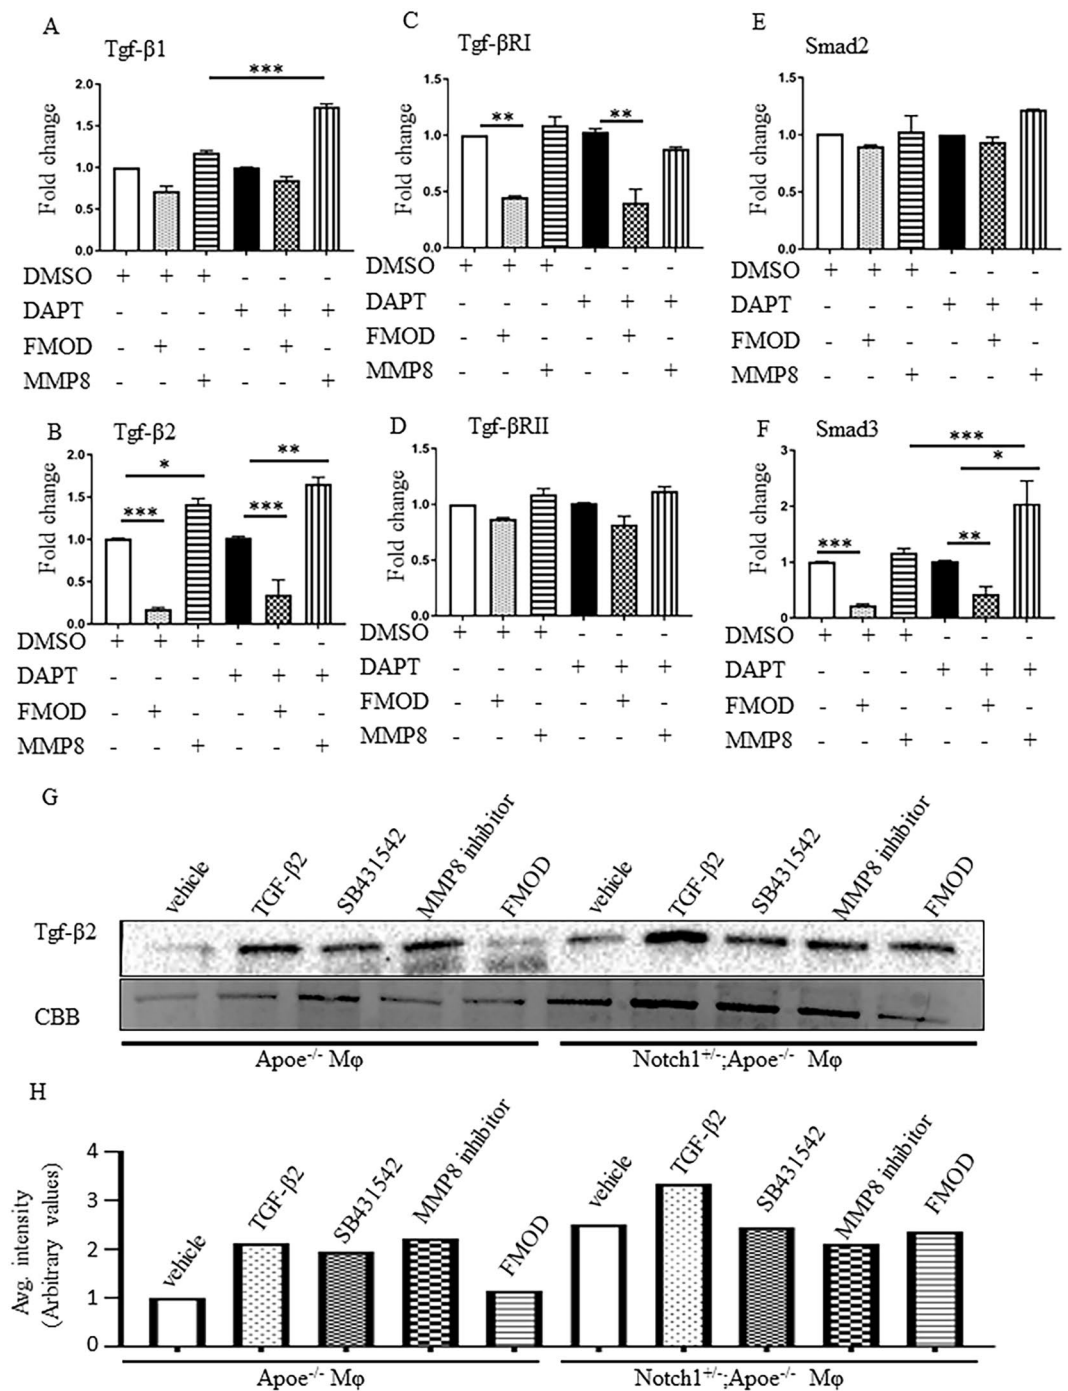 A
Tgf-β1
***
Fold change
2.0
1.5
1.0
0.5
0.0
DMSO + + + - - -
DAPT - - - + + +
FMOD - + - - + -
MMP8 - - + - - +
C
Tgf-βRI
** **
Fold change
1.5
1.0
0.5
0.0
DMSO + + + - - -
DAPT - - - + + +
FMOD - + - - + -
MMP8 - - + - - +
E
Smad2
Fold change
1.5
1.0
0.5
0.0
DMSO + + + - - -
DAPT - - - + + +
FMOD - + - - + -
MMP8 - - + - - +
B
Tgf-β2
**
*
*** ***
Fold change
2.0
1.5
1.0
0.5
0.0
DMSO + + + - - -
DAPT - - - + + +
FMOD - + - - + -
MMP8 - - + - - +
D
Tgf-βRII
Fold change
1.5
1.0
0.5
0.0
DMSO + + + - - -
DAPT - - - + + +
FMOD - + - - + -
MMP8 - - + - - +
F
Smad3
***
*
*** **
Fold change
3
2
1
0
DMSO + + + - - -
DAPT - - - + + +
FMOD - + - - + -
MMP8 - - + - - +
G
vehicle TGF-β2 SB431542 MMP8 inhibitor FMOD vehicle TGF-β2 SB431542 MMP8 inhibitor FMOD
Tgf-β2
CBB
Apoe-/- Mφ Notch1+/-;Apoe-/- Mφ
H
Avg. intensity
(Arbitrary values)
4
3
2
1
0
vehicle TGF-β2 SB431542 MMP8 inhibitor FMOD vehicle TGF-β2 SB431542 MMP8 inhibitor FMOD
Apoe-/- Mφ Notch1+/-;Apoe-/- Mφ